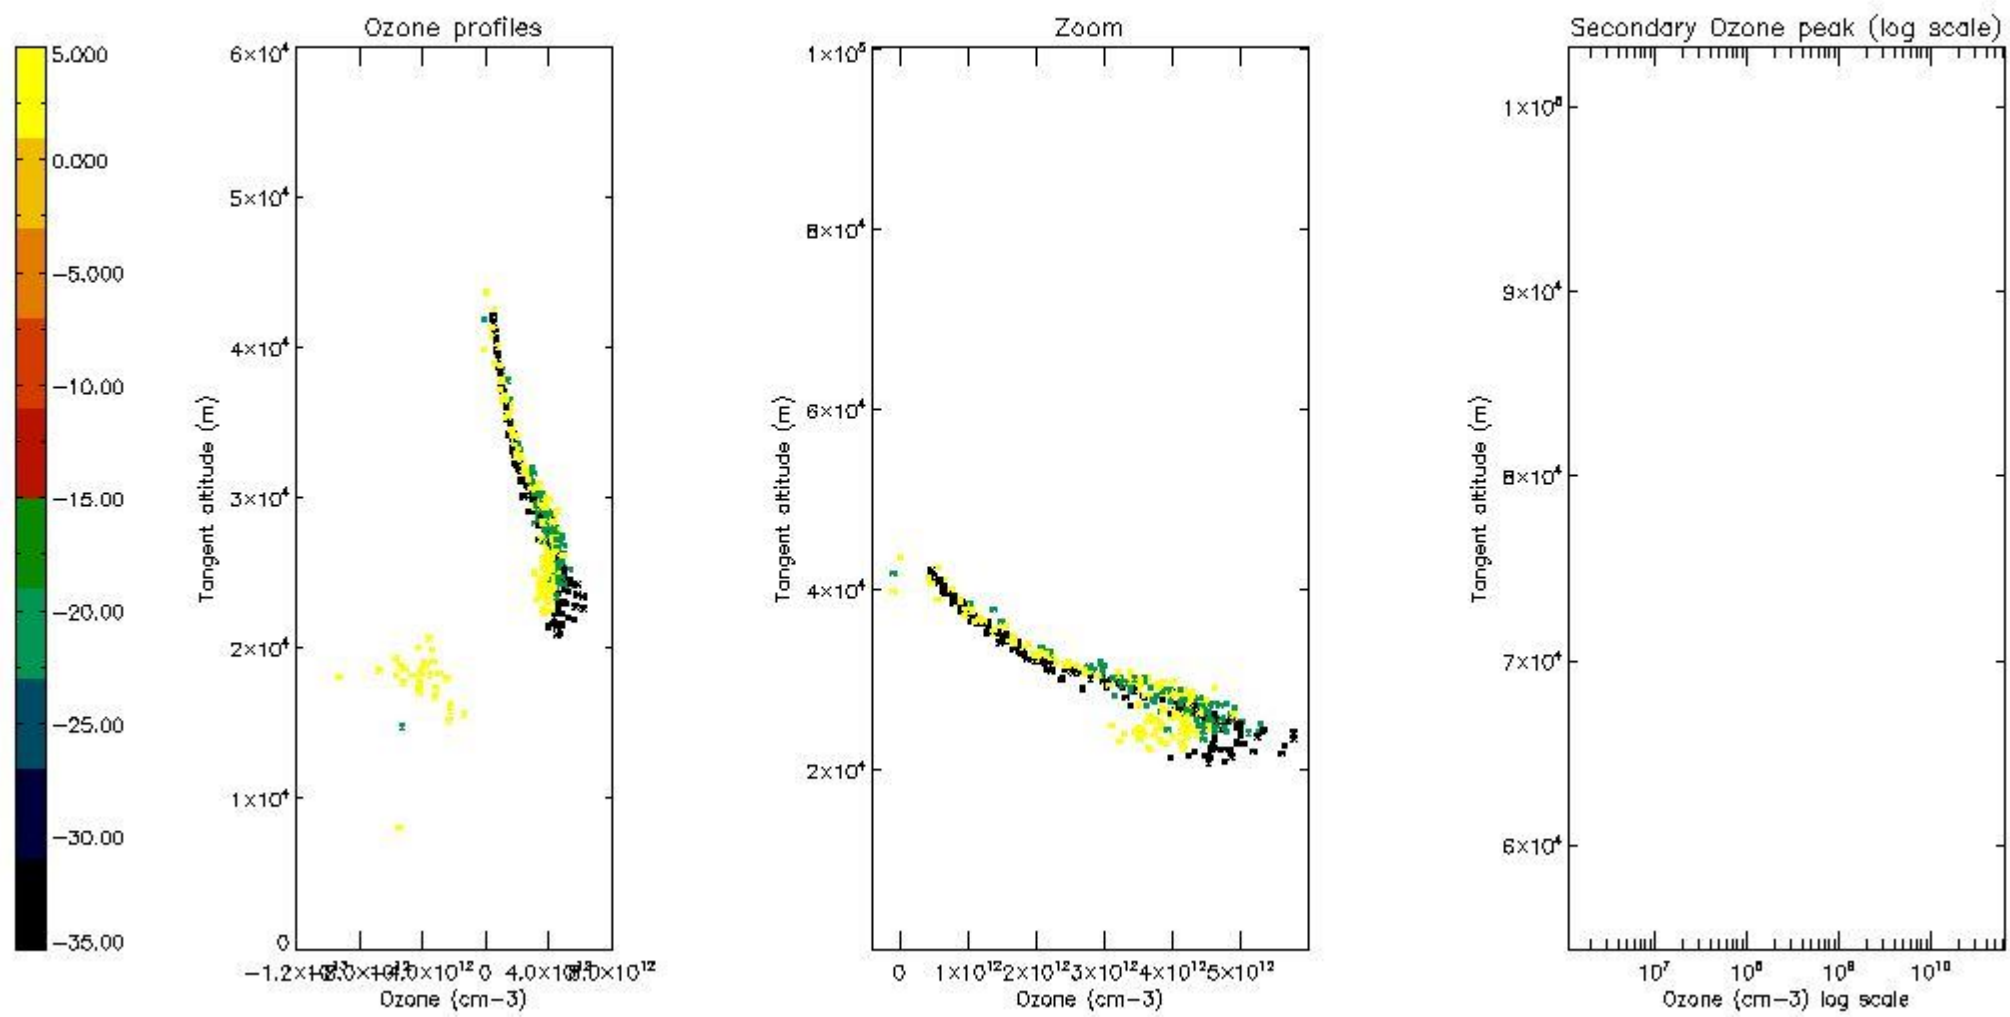 Ozone profiles
Zoom
Secondary Ozone peak (log scale)
5.000
0.000
−5.000
−10.00
−15.00
−20.00
−25.00
−30.00
−35.00
6×10⁴
5×10⁴
4×10⁴
3×10⁴
2×10⁴
1×10⁴
0
Tangent altitude (m)
0
Ozone (cm−3)
1×10⁵
8×10⁴
6×10⁴
4×10⁴
2×10⁴
Tangent altitude (m)
0 1×10¹² 2×10¹² 3×10¹² 4×10¹² 5×10¹²
Ozone (cm−3)
9×10⁴
8×10⁴
7×10⁴
6×10⁴
Tangent altitude (m)
10⁷ 10⁹ 10¹⁰
Ozone (cm−3) log scale